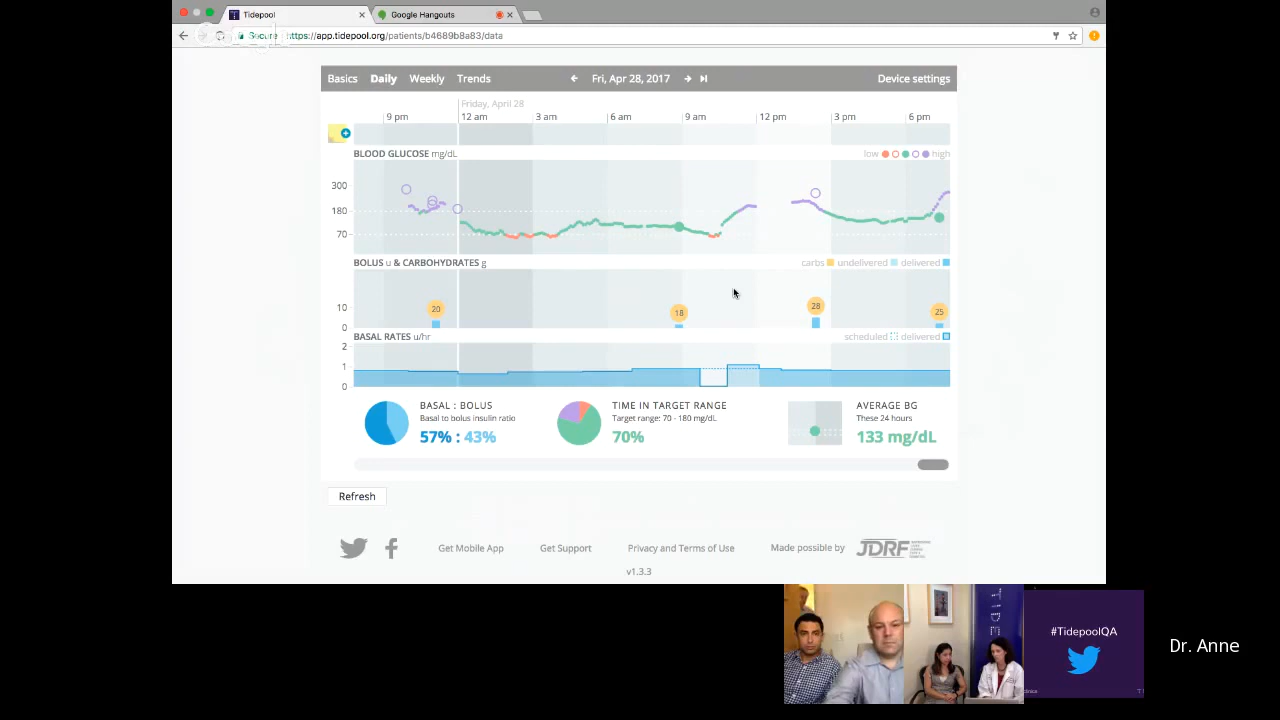 Tidepool
Google Hangouts
Secure https://app.tidepool.org/patients/b4689b8a83/data
Basics Daily Weekly Trends Fri, Apr 28, 2017 Device settings
Friday, April 28
9 pm 12 am 3 am 6 am 9 am 12 pm 3 pm 6 pm
BLOOD GLUCOSE mg/dL low high
300
180
70
BOLUS u & CARBOHYDRATES g carbs undelivered delivered
10
0
20 18 28 25
BASAL RATES u/hr scheduled delivered
2
1
0
BASAL : BOLUS
Basal to bolus insulin ratio
57% : 43%
TIME IN TARGET RANGE
Target range: 70 - 180 mg/dL
70%
AVERAGE BG
These 24 hours
133 mg/dL
Refresh
Get Mobile App Get Support Privacy and Terms of Use Made possible by JDRF
v1.3.3
TIDE
#TidepoolQA
Dr. Anne